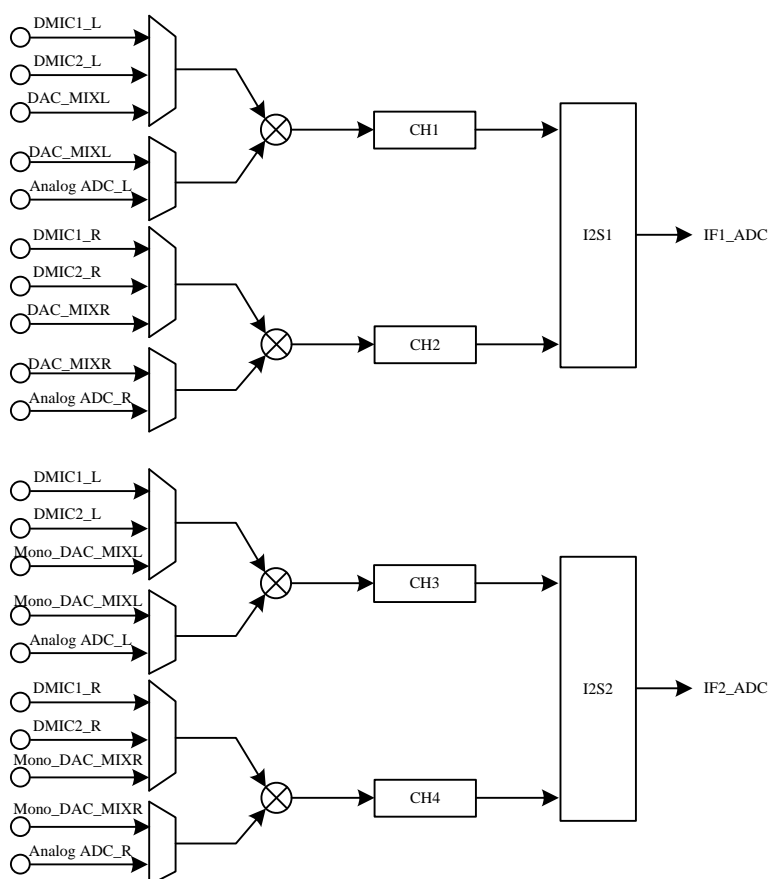 DMIC1_L
DMIC2_L
DAC_MIXL
DAC_MIXL
Analog ADC_L
DMIC1_R
DMIC2_R
DAC_MIXR
DAC_MIXR
Analog ADC_R
CH1
CH2
I2S1
IF1_ADC
DMIC1_L
DMIC2_L
Mono_DAC_MIXL
Mono_DAC_MIXL
Analog ADC_L
DMIC1_R
DMIC2_R
Mono_DAC_MIXR
Mono_DAC_MIXR
Analog ADC_R
CH3
CH4
I2S2
IF2_ADC